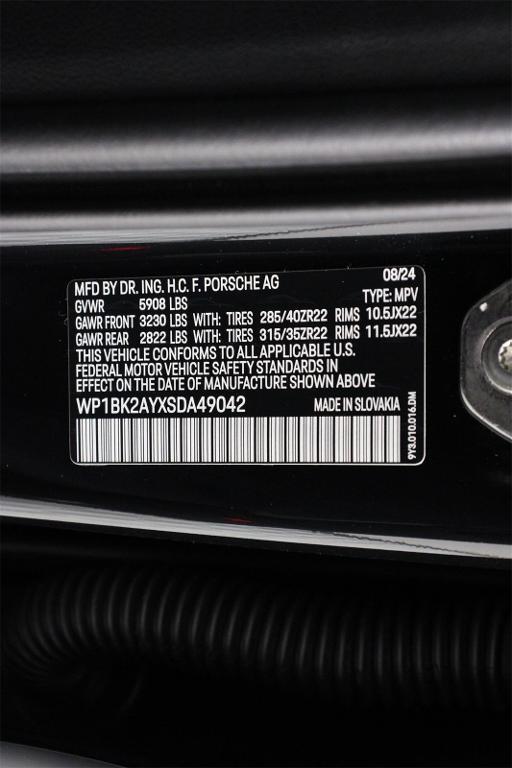 MFD BY DR. ING. H.C. F. PORSCHE AG 08/24
GVWR 5908 LBS TYPE: MPV
GAWR FRONT 3230 LBS WITH: TIRES 285/40ZR22 RIMS 10.5JX22
GAWR REAR 2822 LBS WITH: TIRES 315/35ZR22 RIMS 11.5JX22
THIS VEHICLE CONFORMS TO ALL APPLICABLE U.S.
FEDERAL MOTOR VEHICLE SAFETY STANDARDS IN
EFFECT ON THE DATE OF MANUFACTURE SHOWN ABOVE.
WP1BK2AYXSDA49042 MADE IN SLOVAKIA
9Y3.010.016.DM